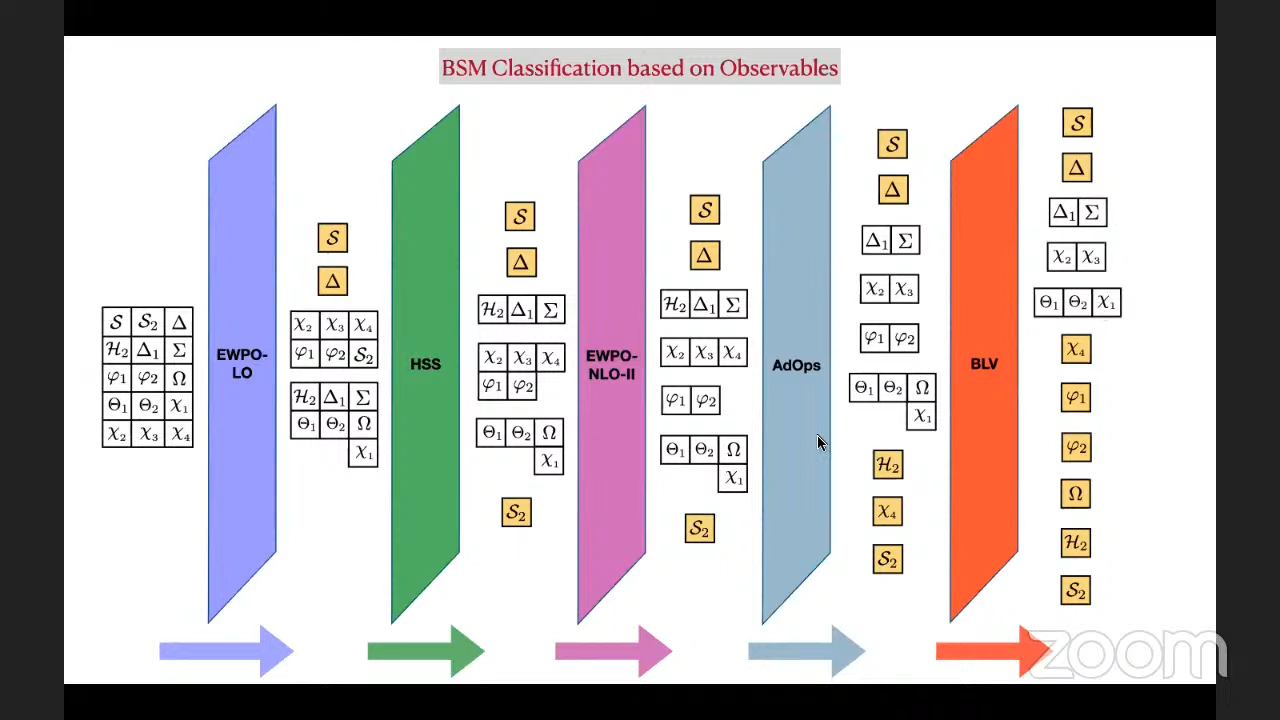 BSM Classification based on Observables
𝒮 𝒮₂ Δ
ℋ₂ Δ₁ Σ
φ₁ φ₂ Ω
Θ₁ Θ₂ χ₁
χ₂ χ₃ χ₄
EWPO-
LO
𝒮
Δ
χ₂ χ₃ χ₄
φ₁ φ₂ 𝒮₂
ℋ₂ Δ₁ Σ
Θ₁ Θ₂ Ω
χ₁
HSS
𝒮
Δ
ℋ₂ Δ₁ Σ
χ₂ χ₃ χ₄
φ₁ φ₂
Θ₁ Θ₂ Ω
χ₁
𝒮₂
EWPO-
NLO-II
𝒮
Δ
ℋ₂ Δ₁ Σ
χ₂ χ₃ χ₄
φ₁ φ₂
Θ₁ Θ₂ Ω
χ₁
𝒮₂
AdOps
𝒮
Δ
Δ₁ Σ
χ₂ χ₃
φ₁ φ₂
Θ₁ Θ₂ Ω
χ₁
ℋ₂
χ₄
𝒮₂
BLV
𝒮
Δ
Δ₁ Σ
χ₂ χ₃
Θ₁ Θ₂ χ₁
χ₄
φ₁
φ₂
Ω
ℋ₂
𝒮₂
zoom